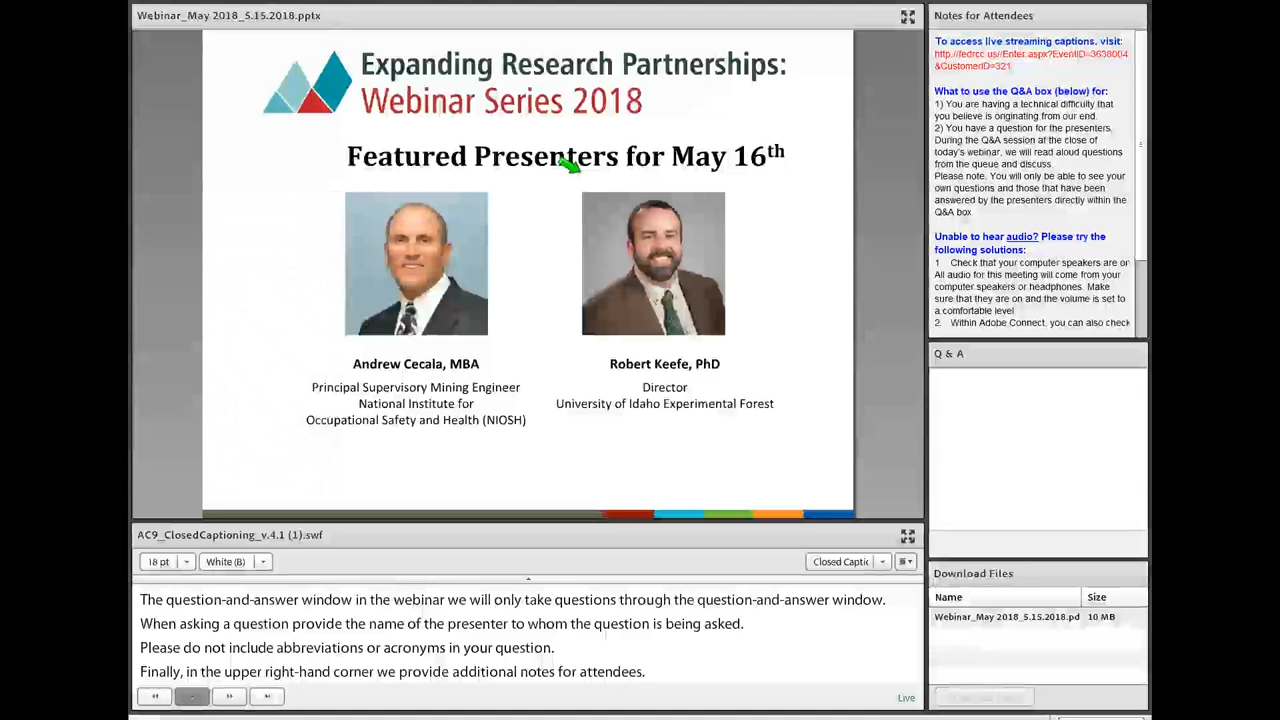 Webinar_May 2018_5.15.2018.pptx
Expanding Research Partnerships:
Webinar Series 2018
Featured Presenters for May 16th
Andrew Cecala, MBA
Principal Supervisory Mining Engineer
National Institute for
Occupational Safety and Health (NIOSH)
Robert Keefe, PhD
Director
University of Idaho Experimental Forest
AC9_ClosedCaptioning_v.4.1 (1).swf
18 pt
White (B)
Closed Captic
The question-and-answer window in the webinar we will only take questions through the question-and-answer window.
When asking a question provide the name of the presenter to whom the question is being asked.
Please do not include abbreviations or acronyms in your question.
Finally, in the upper right-hand corner we provide additional notes for attendees.
Live
Notes for Attendees
To access live streaming captions, visit:
http://fedrcc.us//Enter.aspx?EventID=3638004
&CustomerID=321
What to use the Q&A box (below) for:
1) You are having a technical difficulty that
you believe is originating from our end.
2) You have a question for the presenters.
During the Q&A session at the close of
today's webinar, we will read aloud questions
from the queue and discuss.
Please note. You will only be able to see your
own questions and those that have been
answered by the presenters directly within the
Q&A box
Unable to hear audio? Please try the
following solutions:
1 Check that your computer speakers are on
All audio for this meeting will come from your
computer speakers or headphones. Make
sure that they are on and the volume is set to
a comfortable level
2. Within Adobe Connect, you can also check
Q & A
Download Files
Name Size
Webinar_May 2018_5.15.2018.pd 10 MB